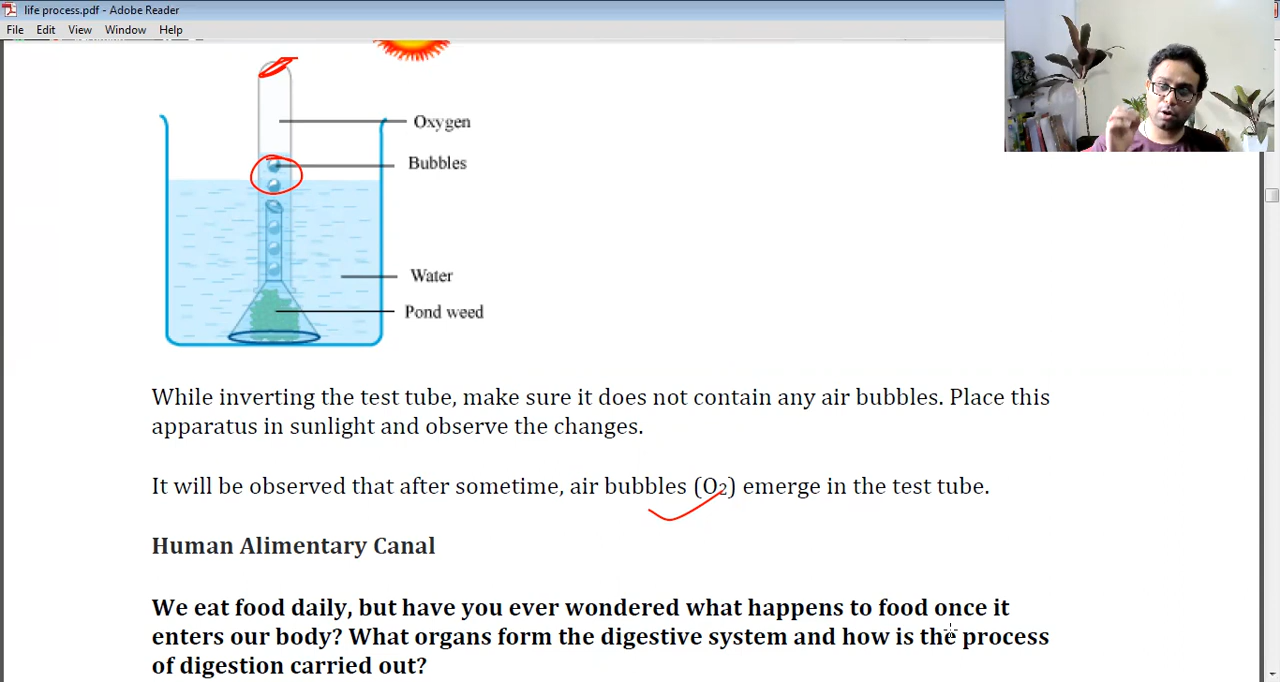 life process.pdf - Adobe Reader
File Edit View Window Help
Oxygen
Bubbles
Water
Pond weed
While inverting the test tube, make sure it does not contain any air bubbles. Place this
apparatus in sunlight and observe the changes.
It will be observed that after sometime, air bubbles (O2) emerge in the test tube.
Human Alimentary Canal
We eat food daily, but have you ever wondered what happens to food once it
enters our body? What organs form the digestive system and how is the process
of digestion carried out?